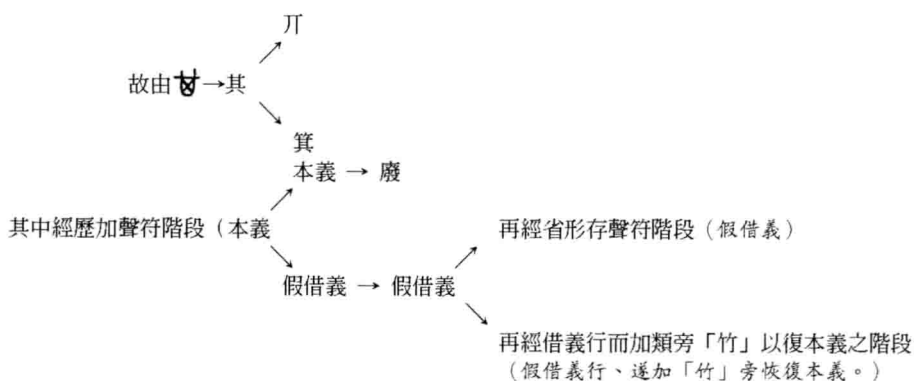 丌
故由𠀠→其
箕
本義 → 廢
其中經歷加聲符階段（本義
再經省形存聲符階段（假借義）
假借義 → 假借義
再經借義行而加類旁「竹」以復本義之階段
（假借義行、遂加「竹」旁恢復本義。）